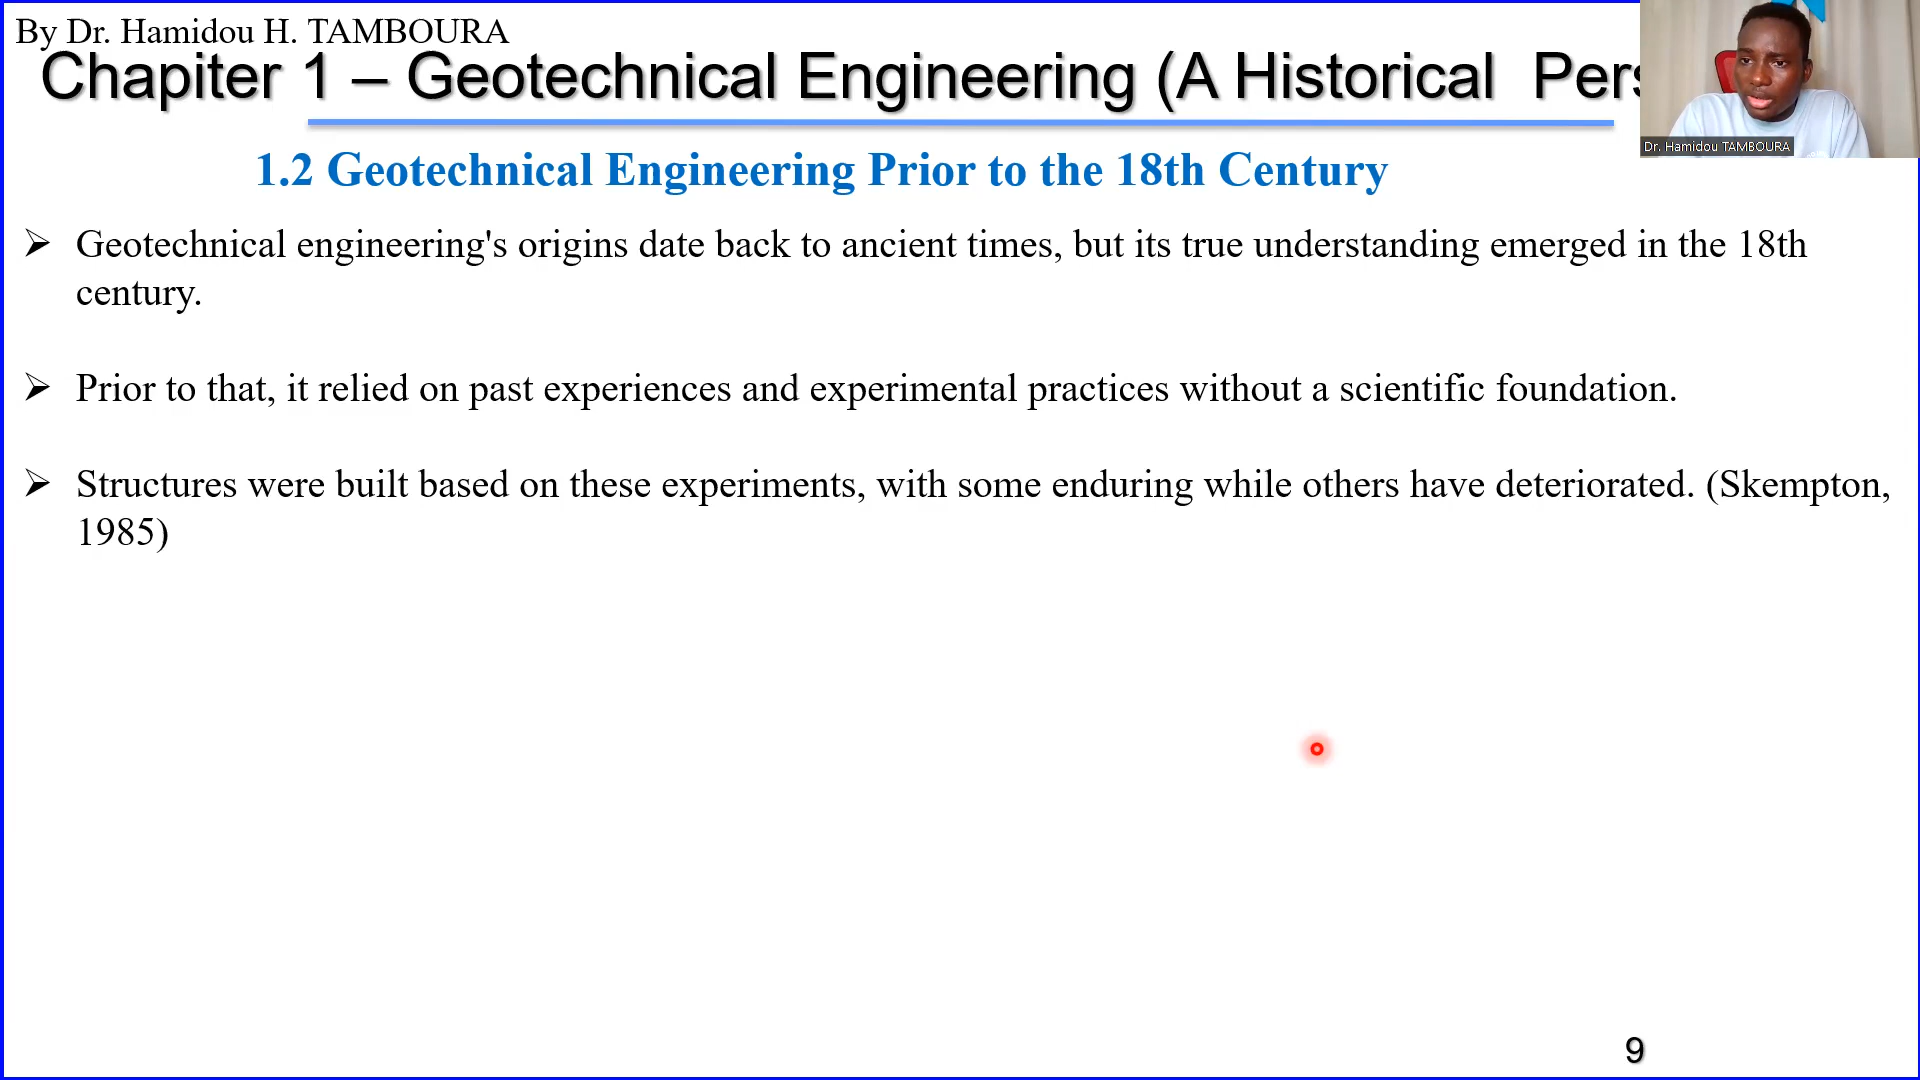 By Dr. Hamidou H. TAMBOURA
Chapiter 1 – Geotechnical Engineering (A Historical Pers
Dr. Hamidou TAMBOURA
1.2 Geotechnical Engineering Prior to the 18th Century
➢ Geotechnical engineering's origins date back to ancient times, but its true understanding emerged in the 18th
century.
➢ Prior to that, it relied on past experiences and experimental practices without a scientific foundation.
➢ Structures were built based on these experiments, with some enduring while others have deteriorated. (Skempton,
1985)
9